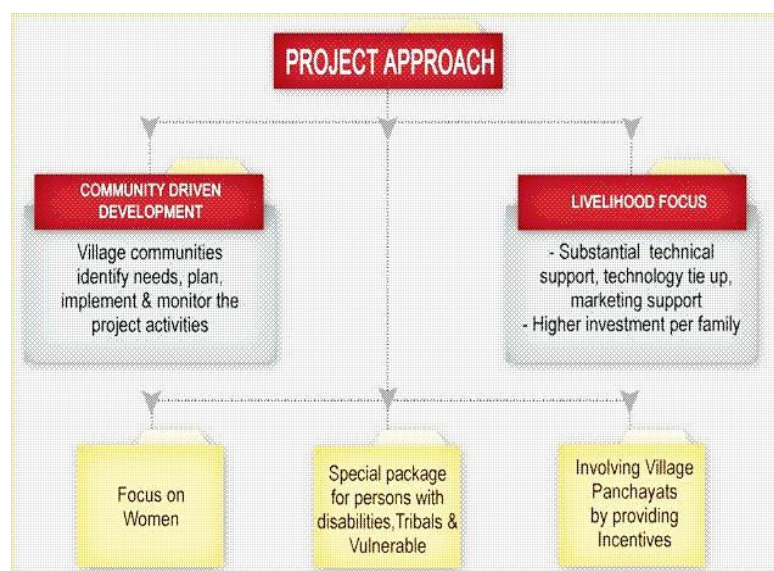 PROJECT APPROACH
COMMUNITY DRIVEN
DEVELOPMENT
Village communities
identify needs, plan,
implement & monitor the
project activities
LIVELIHOOD FOCUS
- Substantial technical
support, technology tie up,
marketing support
- Higher investment per family
Focus on
Women
Special package
for persons with
disabilities,Tribals &
Vulnerable
Involving Village
Panchayats
by providing
Incentives